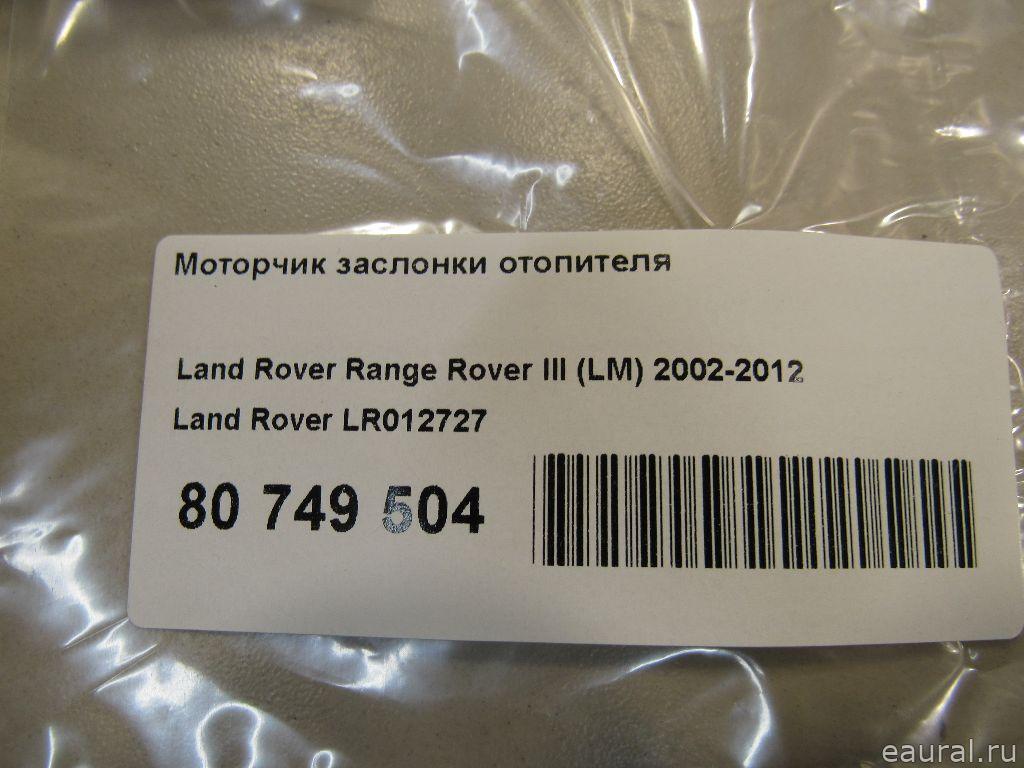 Моторчик заслонки отопителя
Land Rover Range Rover III (LM) 2002-2012
Land Rover LR012727
80 749 504
eaural.ru